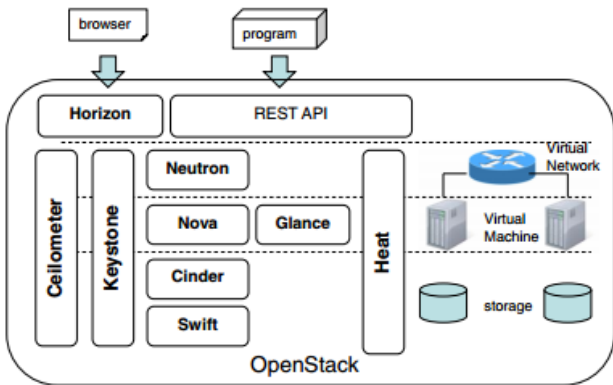 browser
program
Horizon
REST API
Ceilometer
Keystone
Neutron
Nova
Glance
Cinder
Swift
Heat
Virtual
Network
Virtual
Machine
storage
OpenStack